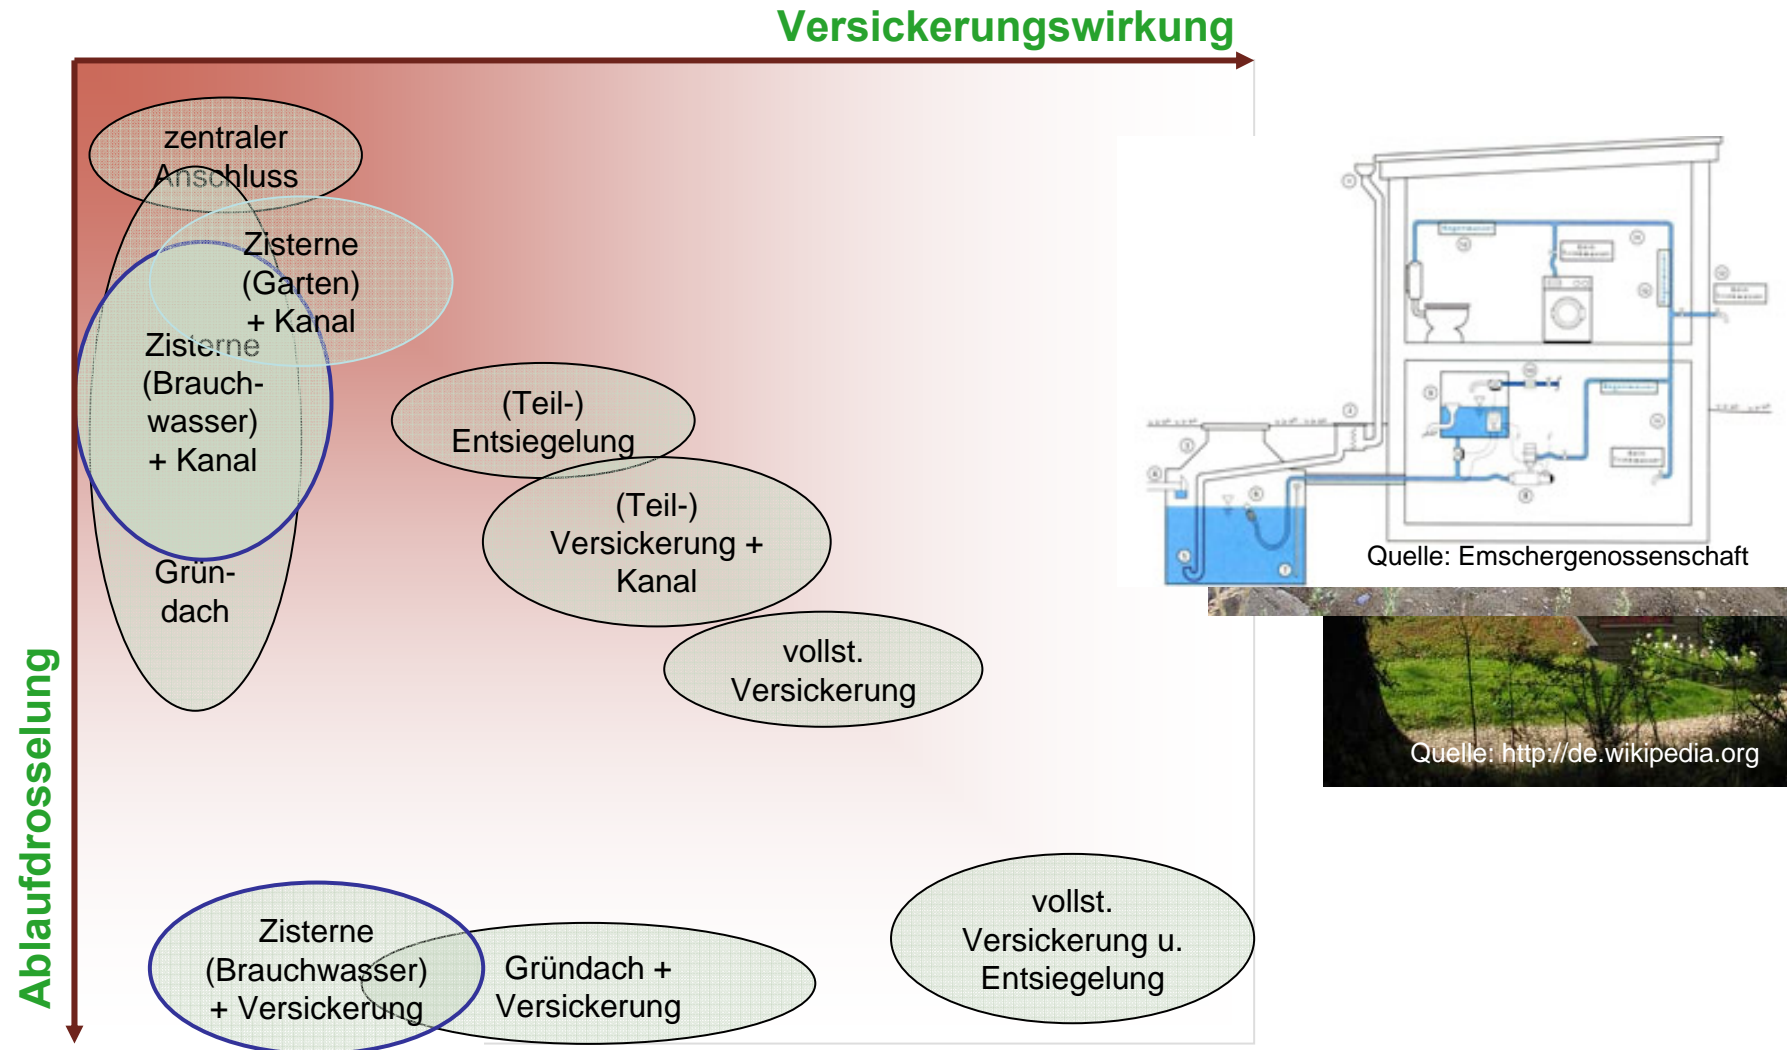 Versickerungswirkung
zentraler
Anschluss
Zisterne
(Garten)
+ Kanal
Zisterne
(Brauch-
wasser)
+ Kanal
Grün-
dach
(Teil-)
Entsiegelung
(Teil-)
Versickerung +
Kanal
vollst.
Versickerung
Ablaufdrosselung
Zisterne
(Brauchwasser)
+ Versickerung
Gründach +
Versickerung
vollst.
Versickerung u.
Entsiegelung
Quelle: Emschergenossenschaft
Quelle: http://de.wikipedia.org